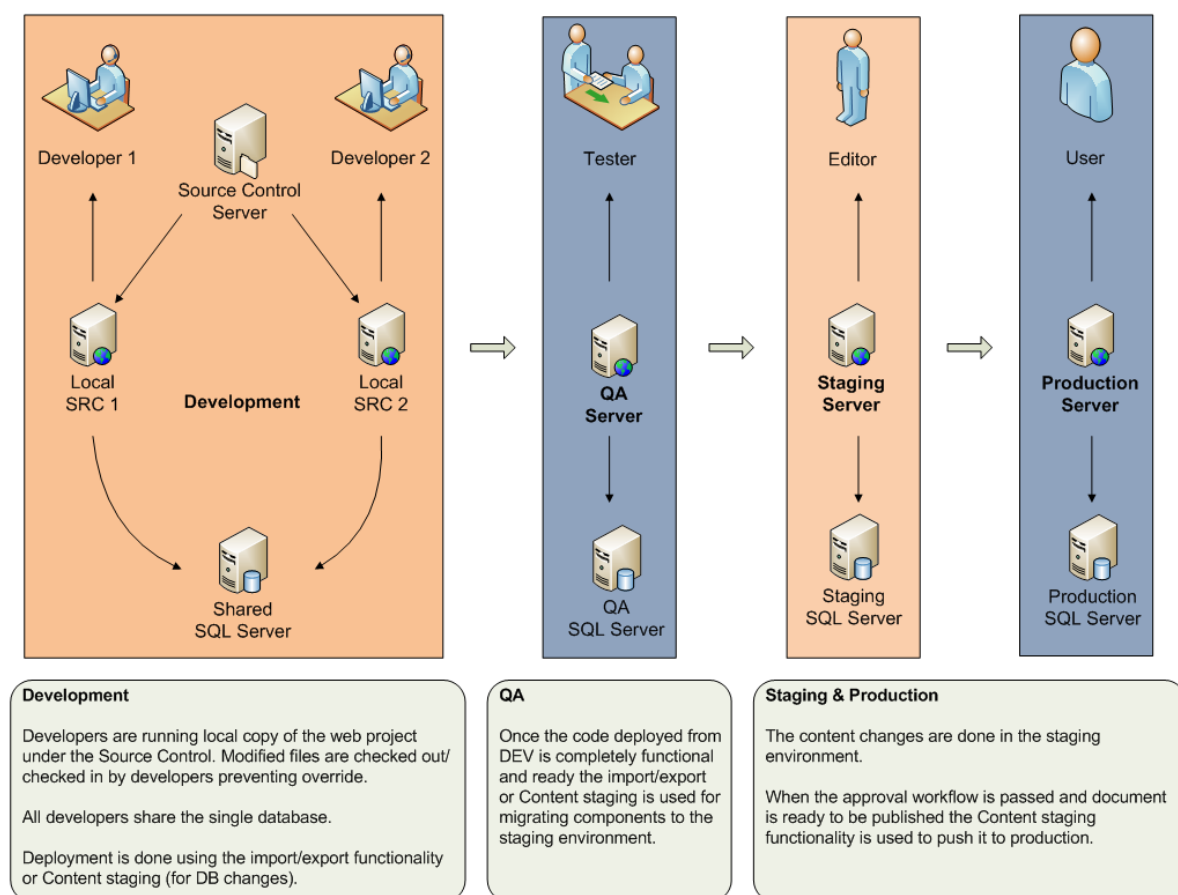 Developer 1
Developer 2
Source Control
Server
Local
SRC 1
Development
Local
SRC 2
Shared
SQL Server
Tester
QA
Server
QA
SQL Server
Editor
Staging
Server
Staging
SQL Server
User
Production
Server
Production
SQL Server
Development
Developers are running local copy of the web project
under the Source Control. Modified files are checked out/
checked in by developers preventing override.
All developers share the single database.
Deployment is done using the import/export functionality
or Content staging (for DB changes).
QA
Once the code deployed from
DEV is completely functional
and ready the import/export
or Content staging is used for
migrating components to the
staging environment.
Staging & Production
The content changes are done in the staging
environment.
When the approval workflow is passed and document
is ready to be published the Content staging
functionality is used to push it to production.